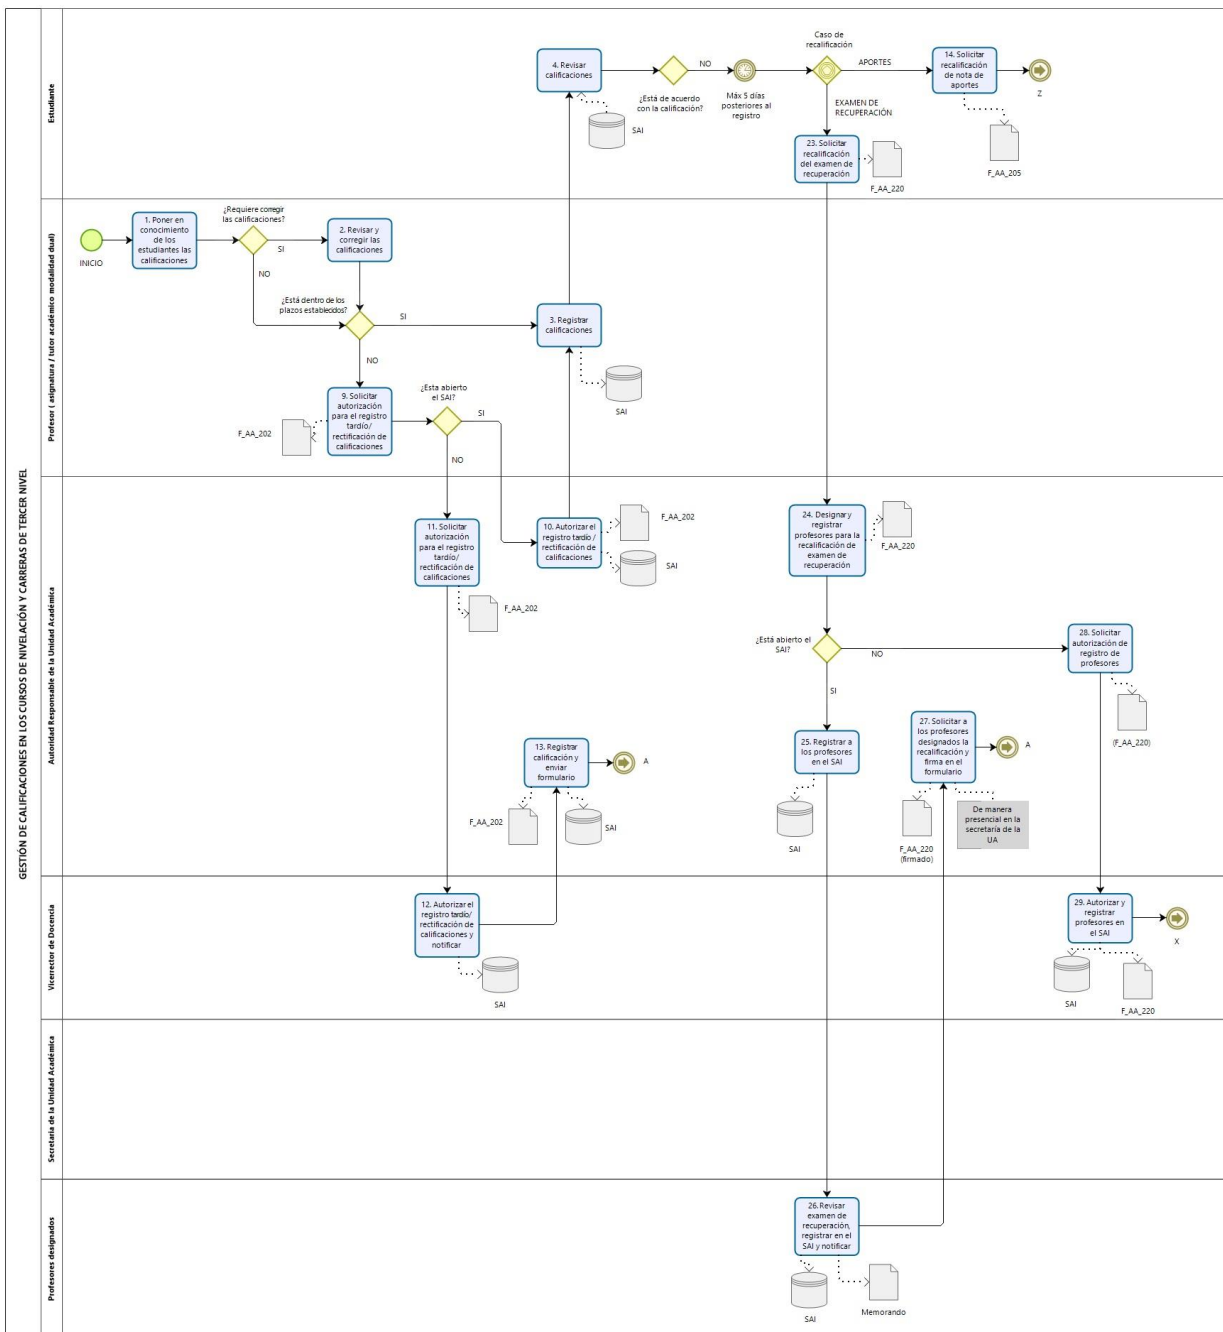 GESTIÓN DE CALIFICACIONES EN LOS CURSOS DE NIVELACIÓN Y CARRERAS DE TERCER NIVEL
Estudiante
4. Revisar
calificaciones
SAI
¿Está de acuerdo
con la calificación?
NO
Máx 5 días
posteriores al
registro
Caso de
recalificación
APORTES
14. Solicitar
recalificación
de nota de
aportes
Z
F_AA_205
EXAMEN DE
RECUPERACIÓN
23. Solicitar
recalificación
del examen de
recuperación
F_AA_220
Profesor ( asignatura / tutor académico modalidad dual)
INICIO
1. Poner en
conocimiento
de los
estudiantes las
calificaciones
¿Requiere corregir
las calificaciones?
SI
NO
2. Revisar y
corregir las
calificaciones
¿Está dentro de los
plazos establecidos?
SI
NO
3. Registrar
calificaciones
SAI
9. Solicitar
autorización
para el registro
tardío/
rectificación de
calificaciones
F_AA_202
¿Esta abierto
el SAI?
SI
NO
Autoridad Responsable de la Unidad Académica
11. Solicitar
autorización
para el registro
tardío/
rectificación de
calificaciones
F_AA_202
10. Autorizar el
registro tardío /
rectificación de
calificaciones
F_AA_202
SAI
24. Designar y
registrar
profesores para la
recalificación de
examen de
recuperación
F_AA_220
¿Está abierto el
SAI?
NO
SI
28. Solicitar
autorización de
registro de
profesores
(F_AA_220)
13. Registrar
calificación y
enviar
formulario
A
F_AA_202
SAI
25. Registrar a
los profesores
en el SAI
SAI
27. Solicitar a
los profesores
designados la
recalificación y
firma en el
formulario
A
F_AA_220
(firmado)
De manera
presencial en la
secretaría de la
UA
Vicerrector de Docencia
12. Autorizar el
registro tardío/
rectificación de
calificaciones y
notificar
SAI
29. Autorizar y
registrar
profesores en
el SAI
X
SAI
F_AA_220
Secretaria de la Unidad Académica
Profesores designados
26. Revisar
examen de
recuperación,
registrar en el
SAI y notificar
SAI
Memorando